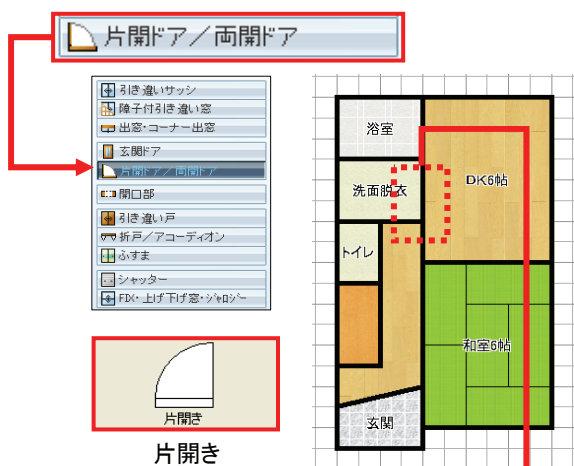 片開ドア／両開ドア
引き違いサッシ
障子付引き違い窓
出窓・コーナー出窓
玄関ドア
片開ドア／両開ドア
開口部
引き違い戸
折戸／アコーディオン
ふすま
シャッター
FIX・上げ下げ窓・ジャロジー
片開き
片開き
浴室
洗面脱衣
DK6帖
トイレ
和室6帖
玄関